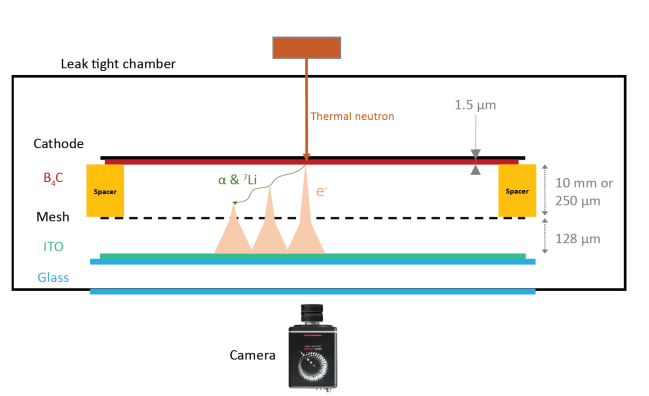 Leak tight chamber
Thermal neutron
1.5 µm
Cathode
B4C
α & ⁷Li
e⁻
Spacer
Spacer
10 mm or
250 µm
Mesh
128 µm
ITO
Glass
Camera